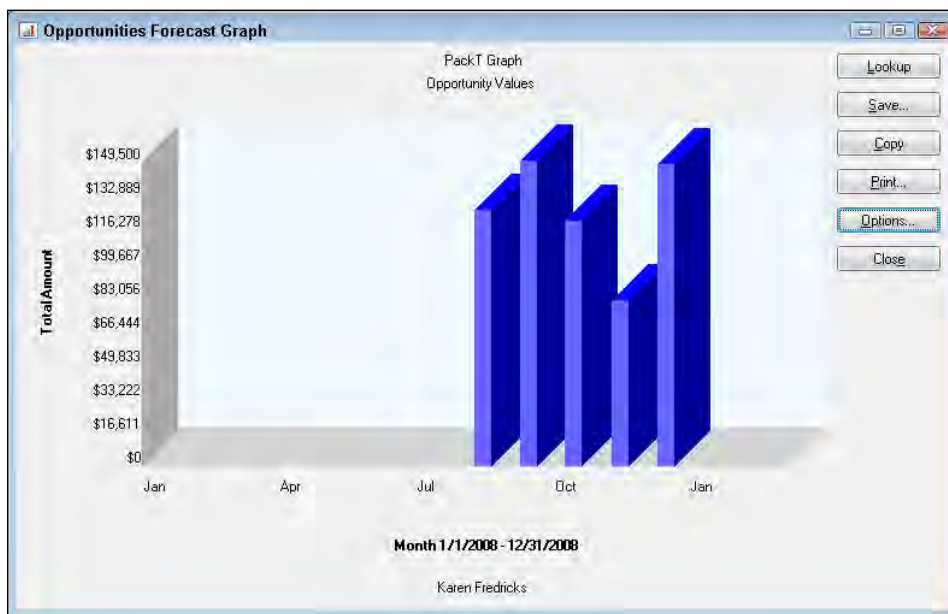 Opportunities Forecast Graph
PackT Graph
Opportunity Values
Lookup
Save...
Copy
Print...
Options...
Close
TotalAmount
$149,500
$132,889
$116,278
$99,667
$83,056
$66,444
$49,833
$33,222
$16,611
$0
Jan Apr Jul Oct Jan
Month 1/1/2008 - 12/31/2008
Karen Fredricks